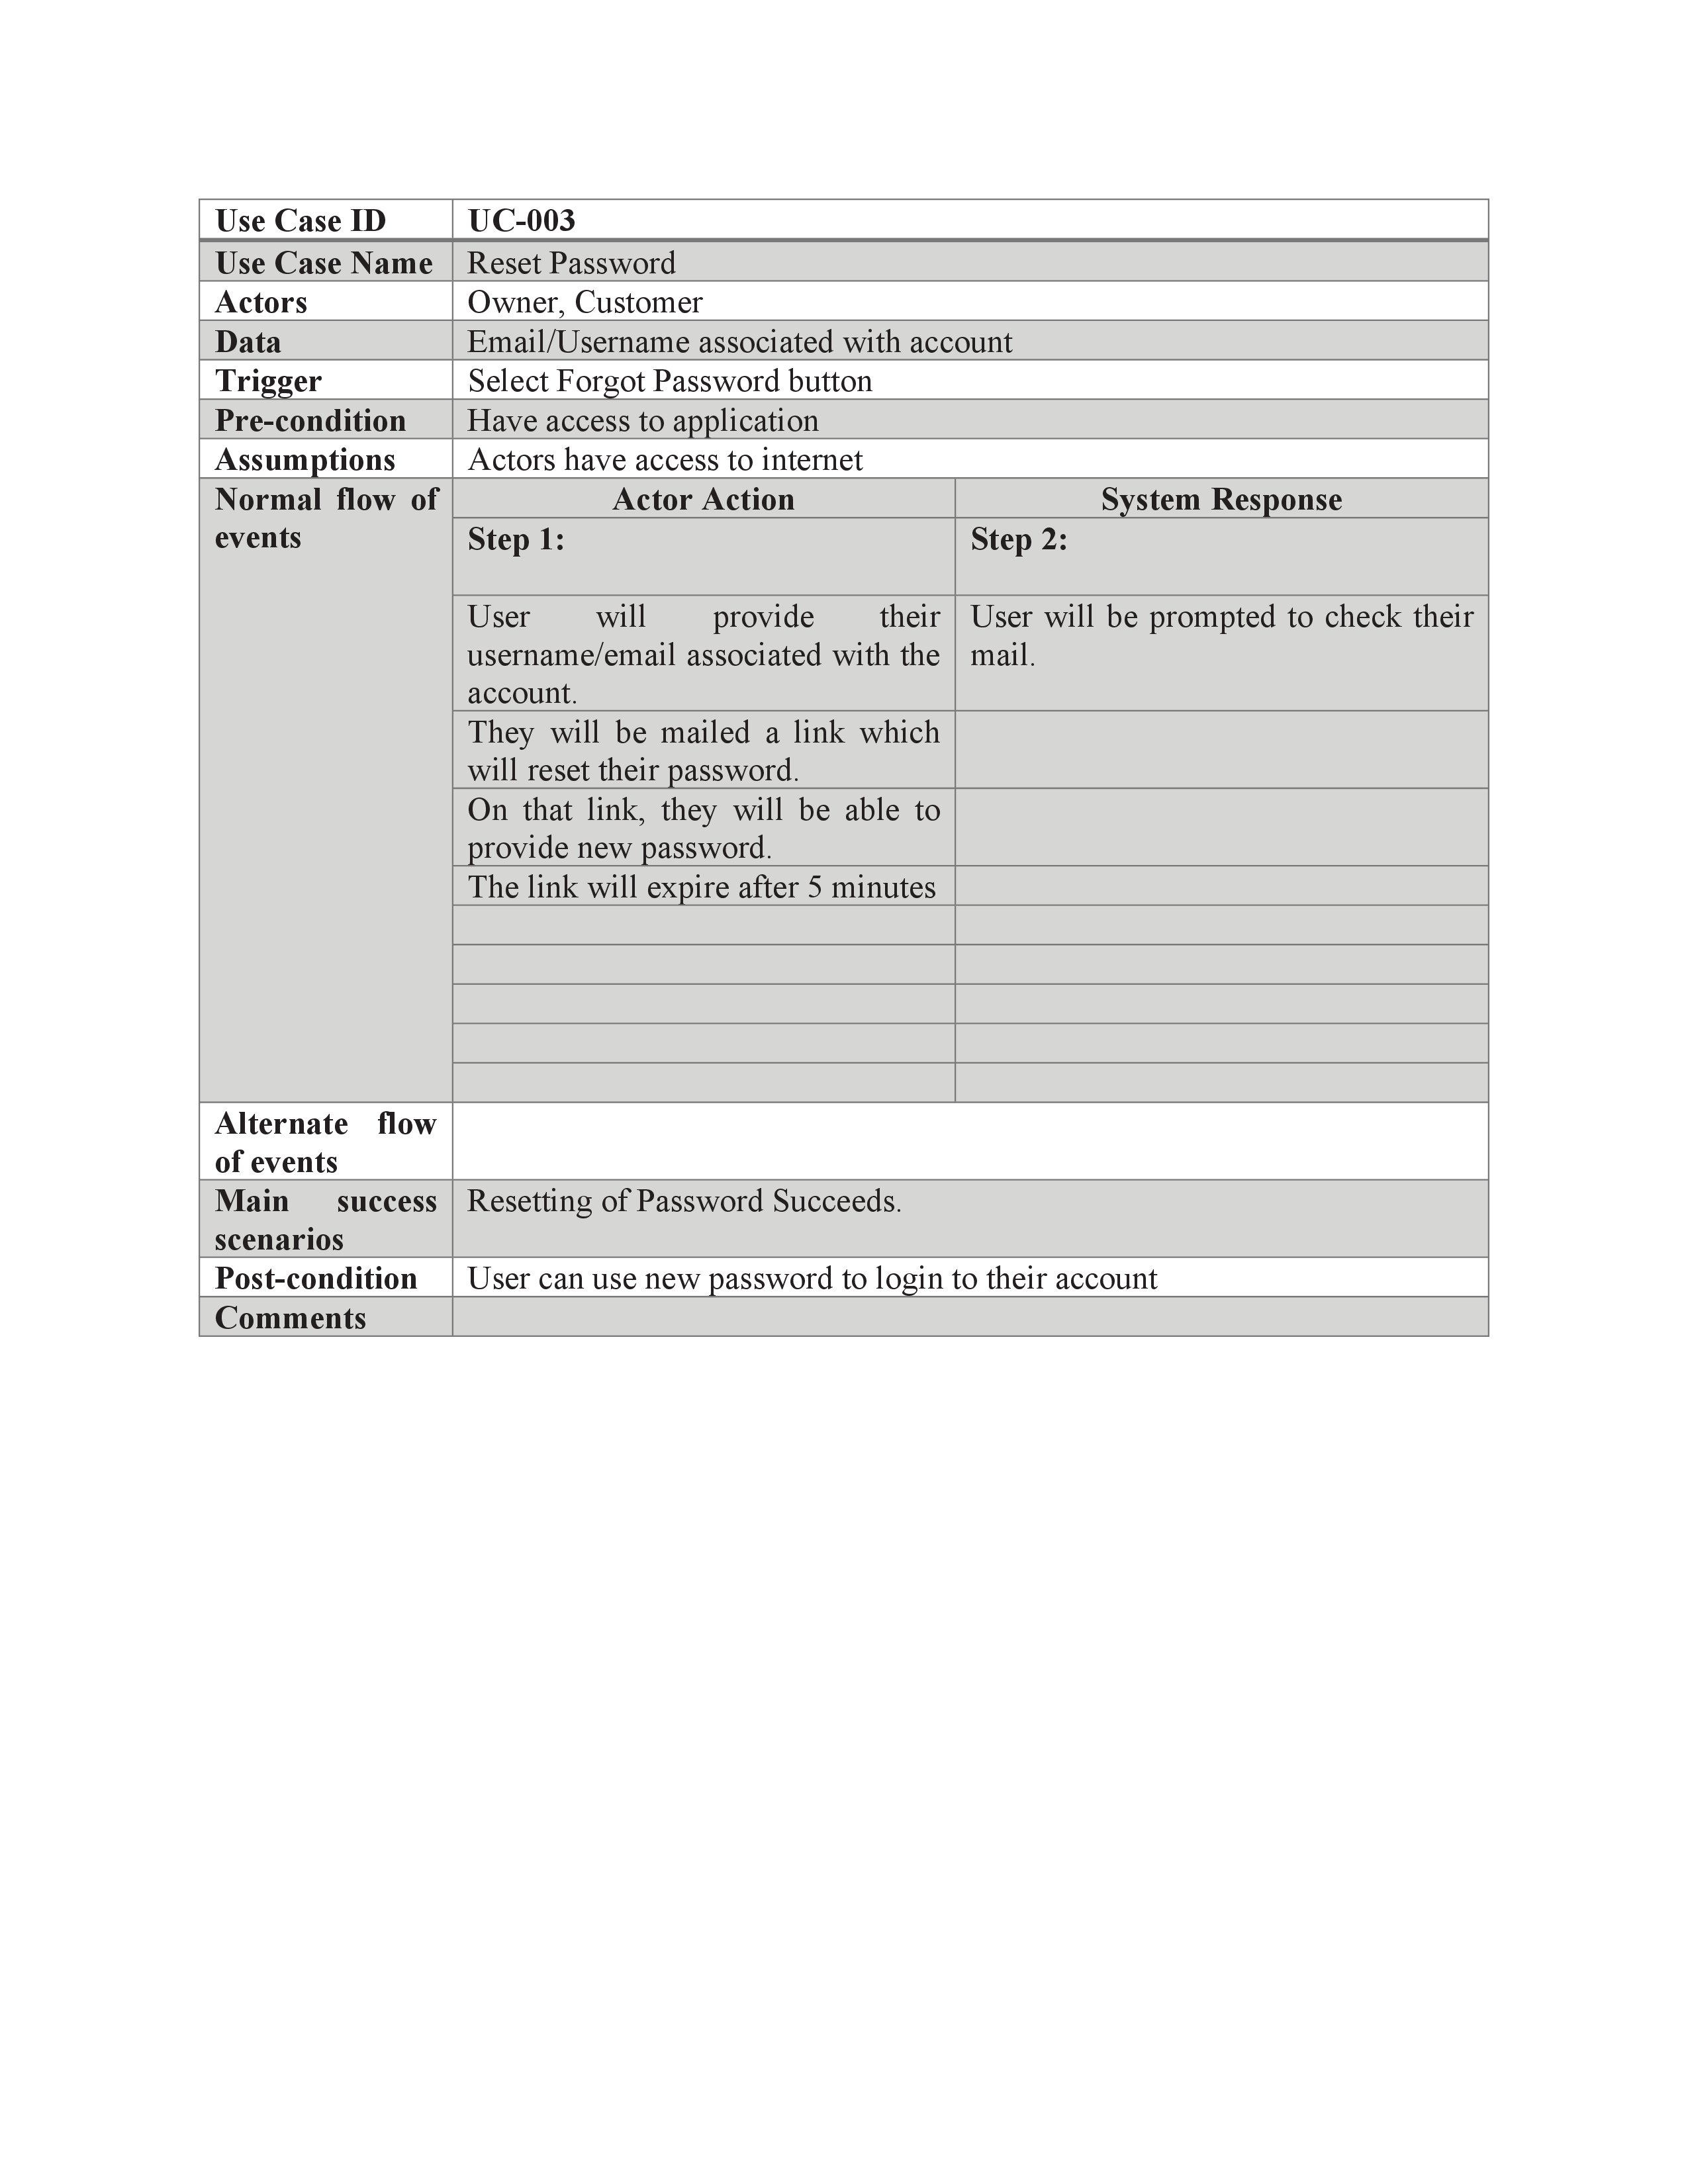 Use Case ID UC-003
Use Case Name Reset Password
Actors Owner, Customer
Data Email/Username associated with account
Trigger Select Forgot Password button
Pre-condition Have access to application
Assumptions Actors have access to internet
Normal flow of events
Actor Action System Response
Step 1: Step 2:
User will provide their
username/email associated with the
account.
User will be prompted to check their
mail.
They will be mailed a link which
will reset their password.
On that link, they will be able to
provide new password.
The link will expire after 5 minutes
Alternate flow
of events
Main success
scenarios
Resetting of Password Succeeds.
Post-condition User can use new password to login to their account
Comments